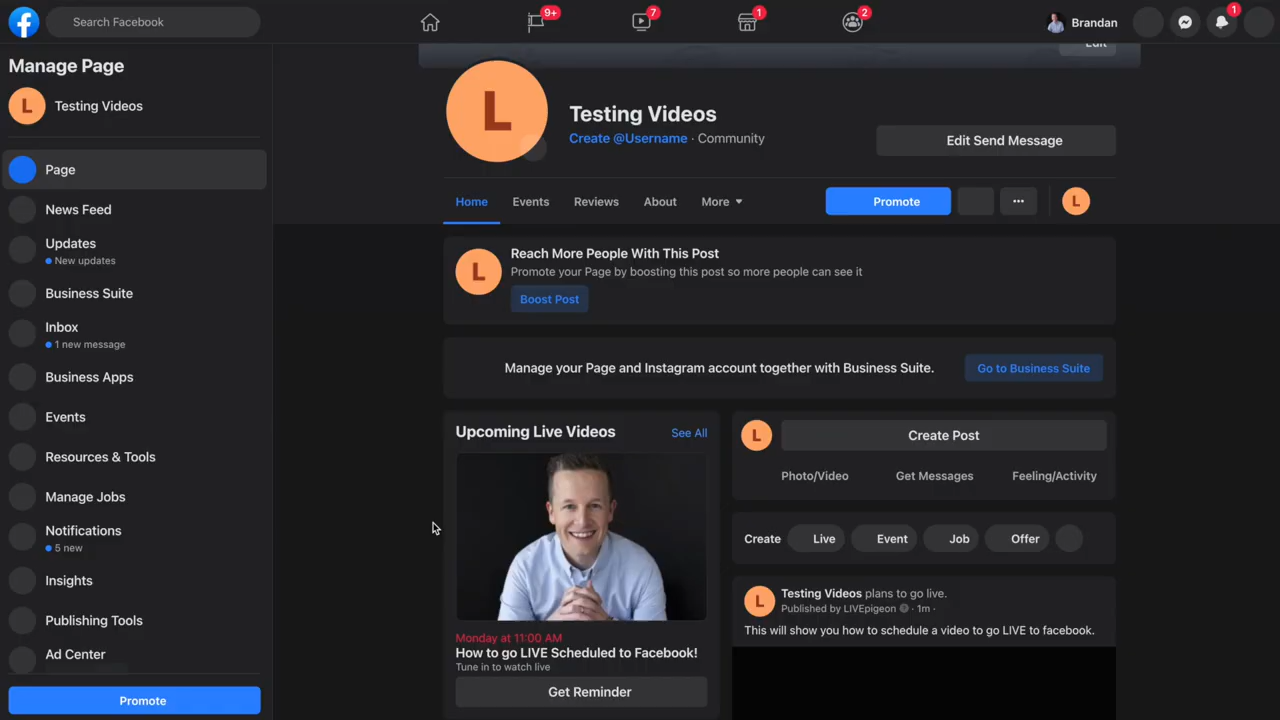 Search Facebook
9+
7
1
2
Brandan
1
Manage Page
L
Testing Videos
Page
News Feed
Updates
New updates
Business Suite
Inbox
1 new message
Business Apps
Events
Resources & Tools
Manage Jobs
Notifications
5 new
Insights
Publishing Tools
Ad Center
Promote
Edit
L
Testing Videos
Create @Username · Community
Edit Send Message
Home
Events
Reviews
About
More
Promote
L
L
Reach More People With This Post
Promote your Page by boosting this post so more people can see it
Boost Post
Manage your Page and Instagram account together with Business Suite.
Go to Business Suite
Upcoming Live Videos
See All
Monday at 11:00 AM
How to go LIVE Scheduled to Facebook!
Tune in to watch live
Get Reminder
L
Create Post
Photo/Video
Get Messages
Feeling/Activity
Create
Live
Event
Job
Offer
L
Testing Videos plans to go live.
Published by LIVEpigeon · 1m ·
This will show you how to schedule a video to go LIVE to facebook.